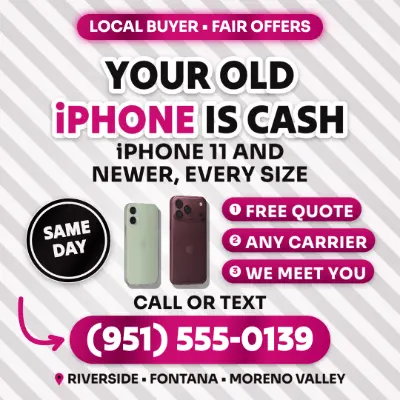 LOCAL BUYER • FAIR OFFERS
YOUR OLD
iPHONE IS CASH
iPHONE 11 AND
NEWER, EVERY SIZE
SAME
DAY
1 FREE QUOTE
2 ANY CARRIER
3 WE MEET YOU
CALL OR TEXT
(951) 555-0139
RIVERSIDE • FONTANA • MORENO VALLEY